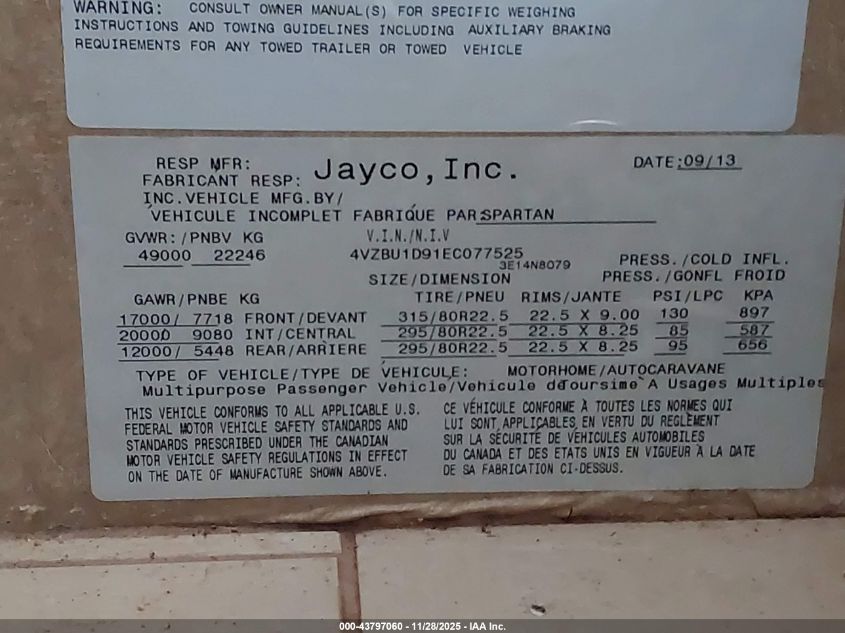 WARNING: CONSULT OWNER MANUAL(S) FOR SPECIFIC WEIGHING
INSTRUCTIONS AND TOWING GUIDELINES INCLUDING AUXILIARY BRAKING
REQUIREMENTS FOR ANY TOWED TRAILER OR TOWED VEHICLE
RESP MFR: Jayco,Inc. DATE:09/13
FABRICANT RESP:
INC.VEHICLE MFG.BY/
VEHICULE INCOMPLET FABRIQUE PAR:SPARTAN
GVWR:/PNBV KG V.I.N./N.I.V
49000 22246 4VZBU1D91EC077525
3E14N8079 PRESS./COLD INFL.
SIZE/DIMENSION PRESS./GONFL FROID
GAWR/PNBE KG TIRE/PNEU RIMS/JANTE PSI/LPC KPA
17000/ 7718 FRONT/DEVANT 315/80R22.5 22.5 X 9.00 130 897
20000 9080 INT/CENTRAL 295/80R22.5 22.5 X 8.25 85 587
12000/ 5448 REAR/ARRIERE 295/80R22.5 22.5 X 8.25 95 656
TYPE OF VEHICLE/TYPE DE VÉHICULE: MOTORHOME/AUTOCARAVANE
Multipurpose Passenger Vehicle/Vehicule de Toursime A Usages Multiples
THIS VEHICLE CONFORMS TO ALL APPLICABLE U.S.
FEDERAL MOTOR VEHICLE SAFETY STANDARDS AND
STANDARDS PRESCRIBED UNDER THE CANADIAN
MOTOR VEHICLE SAFETY REGULATIONS IN EFFECT
ON THE DATE OF MANUFACTURE SHOWN ABOVE.
CE VÉHICULE CONFORME À TOUTES LES NORMES QUI
LUI SONT APPLICABLES EN VERTU DU REGLEMENT
SUR LA SÉCURITE DE VÉHICULES AUTOMOBILES
DU CANADA ET DES ETATS UNIS EN VIGUEUR À LA DATE
DE SA FABRICATION CI-DESSUS.
000-43797060 - 11/28/2025 - IAA Inc.